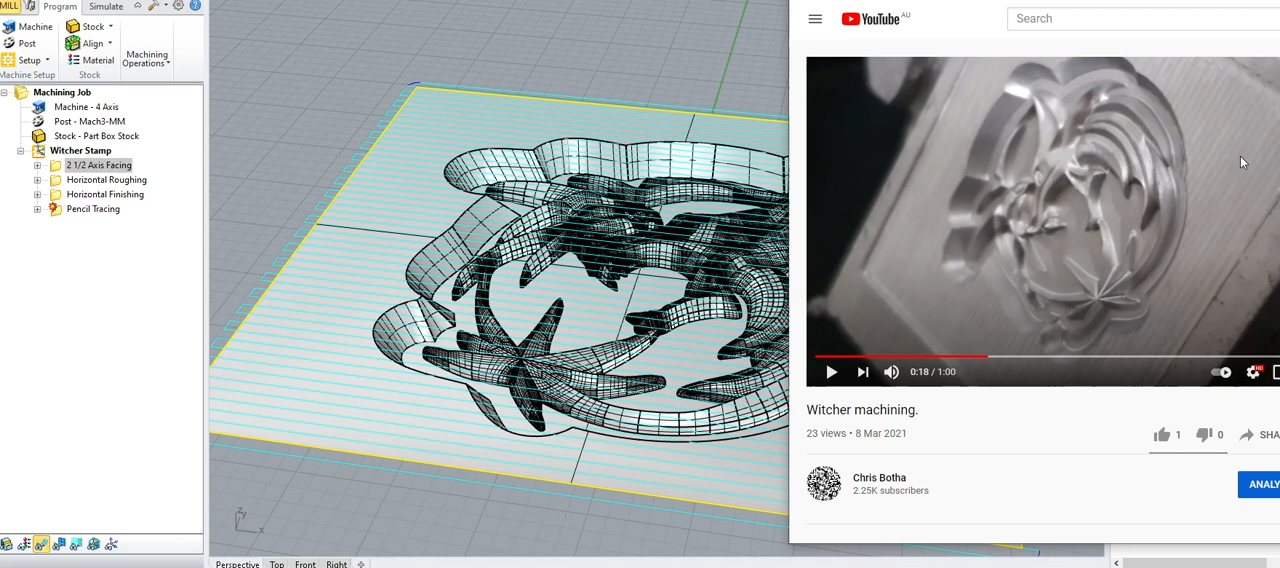 MILL
Program
Simulate
Machine
Post
Setup
Machine Setup
Stock
Align
Material
Stock
Machining
Operations
Machining Job
Machine - 4 Axis
Post - Mach3-MM
Stock - Part Box Stock
Witcher Stamp
2 1/2 Axis Facing
Horizontal Roughing
Horizontal Finishing
Pencil Tracing
z
y
x
Perspective
Top
Front
Right
YouTube AU
Search
0:18 / 1:00
HD
Witcher machining.
23 views • 8 Mar 2021
1
0
SHA
Chris Botha
2.25K subscribers
ANALY